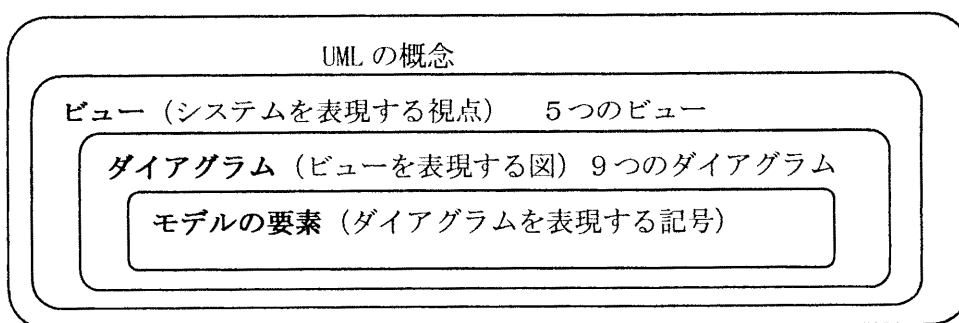 UMLの概念
ビュー（システムを表現する視点）　５つのビュー
ダイアグラム（ビューを表現する図）９つのダイアグラム
モデルの要素（ダイアグラムを表現する記号）